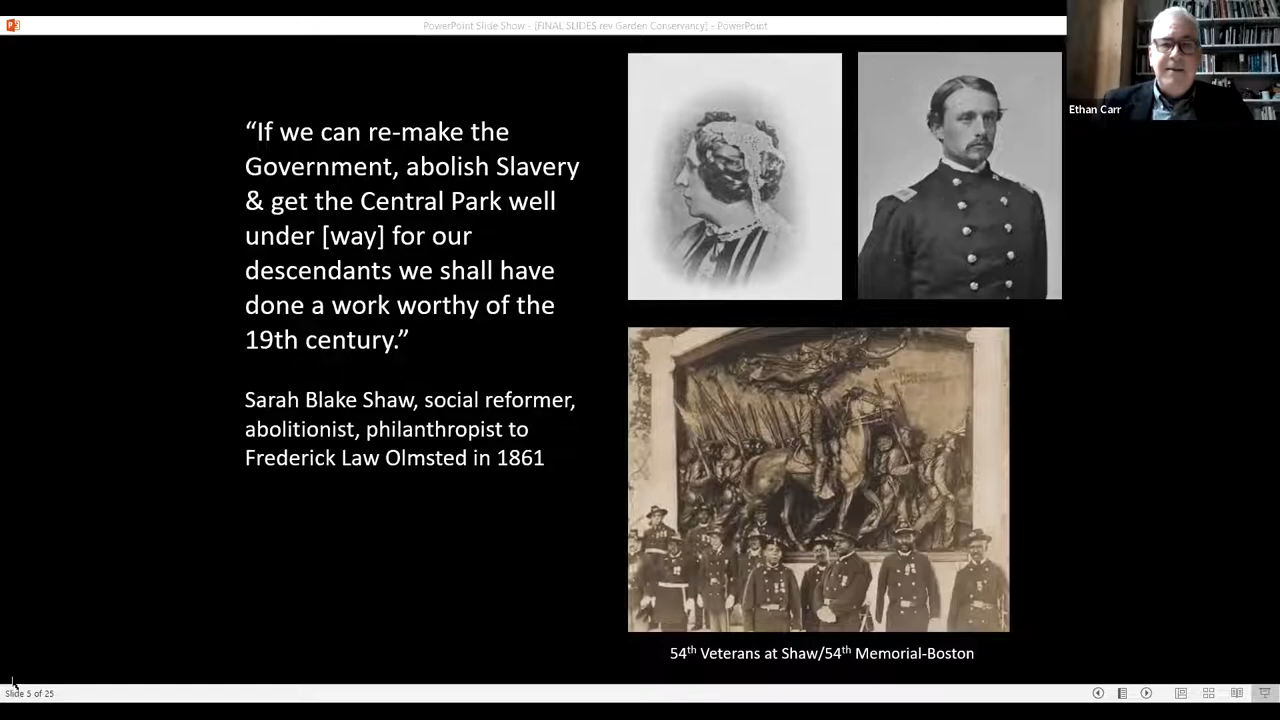 PowerPoint Slide Show - [FINAL SLIDES rev Garden Conservancy] - PowerPoint
Ethan Carr
“If we can re-make the
Government, abolish Slavery
& get the Central Park well
under [way] for our
descendants we shall have
done a work worthy of the
19th century.”
Sarah Blake Shaw, social reformer,
abolitionist, philanthropist to
Frederick Law Olmsted in 1861
54th Veterans at Shaw/54th Memorial-Boston
Slide 5 of 25